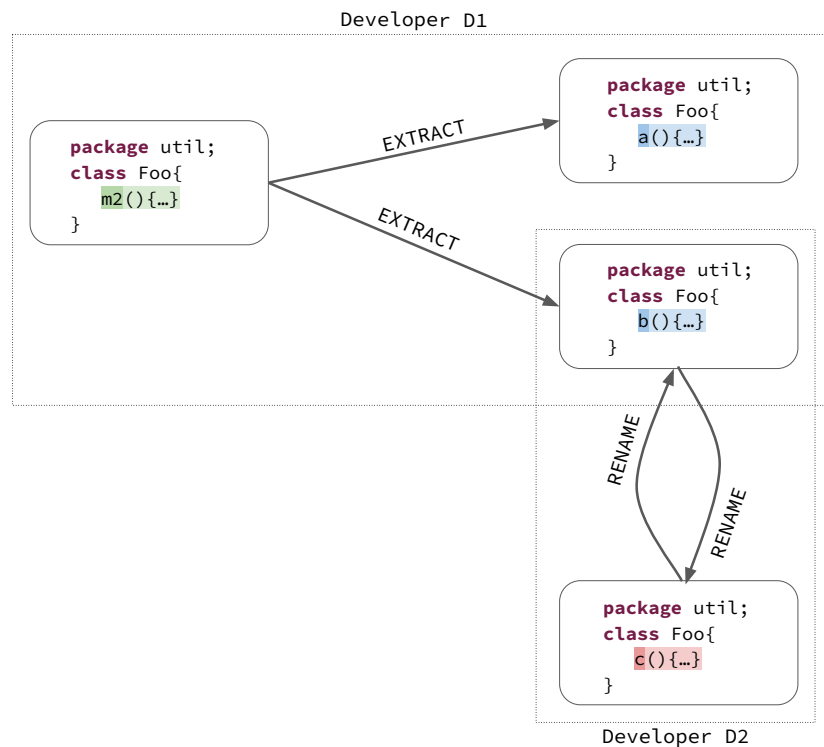 Developer D1
package util;
class Foo{
a(){…}
}
EXTRACT
package util;
class Foo{
m2(){…}
}
EXTRACT
package util;
class Foo{
b(){…}
}
RENAME
RENAME
package util;
class Foo{
c(){…}
}
Developer D2